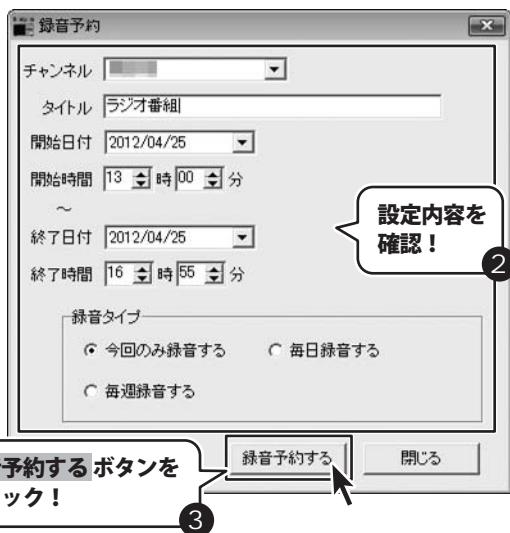 録音予約
チャンネル
タイトル ラジオ番組
開始日付 2012/04/25
開始時間 13 時 00 分
～
終了日付 2012/04/25
終了時間 16 時 55 分
設定内容を
確認！
2
録音タイプ
今回のみ録音する 毎日録音する
毎週録音する
録音予約する 閉じる
予約する ボタンを
ック！
3